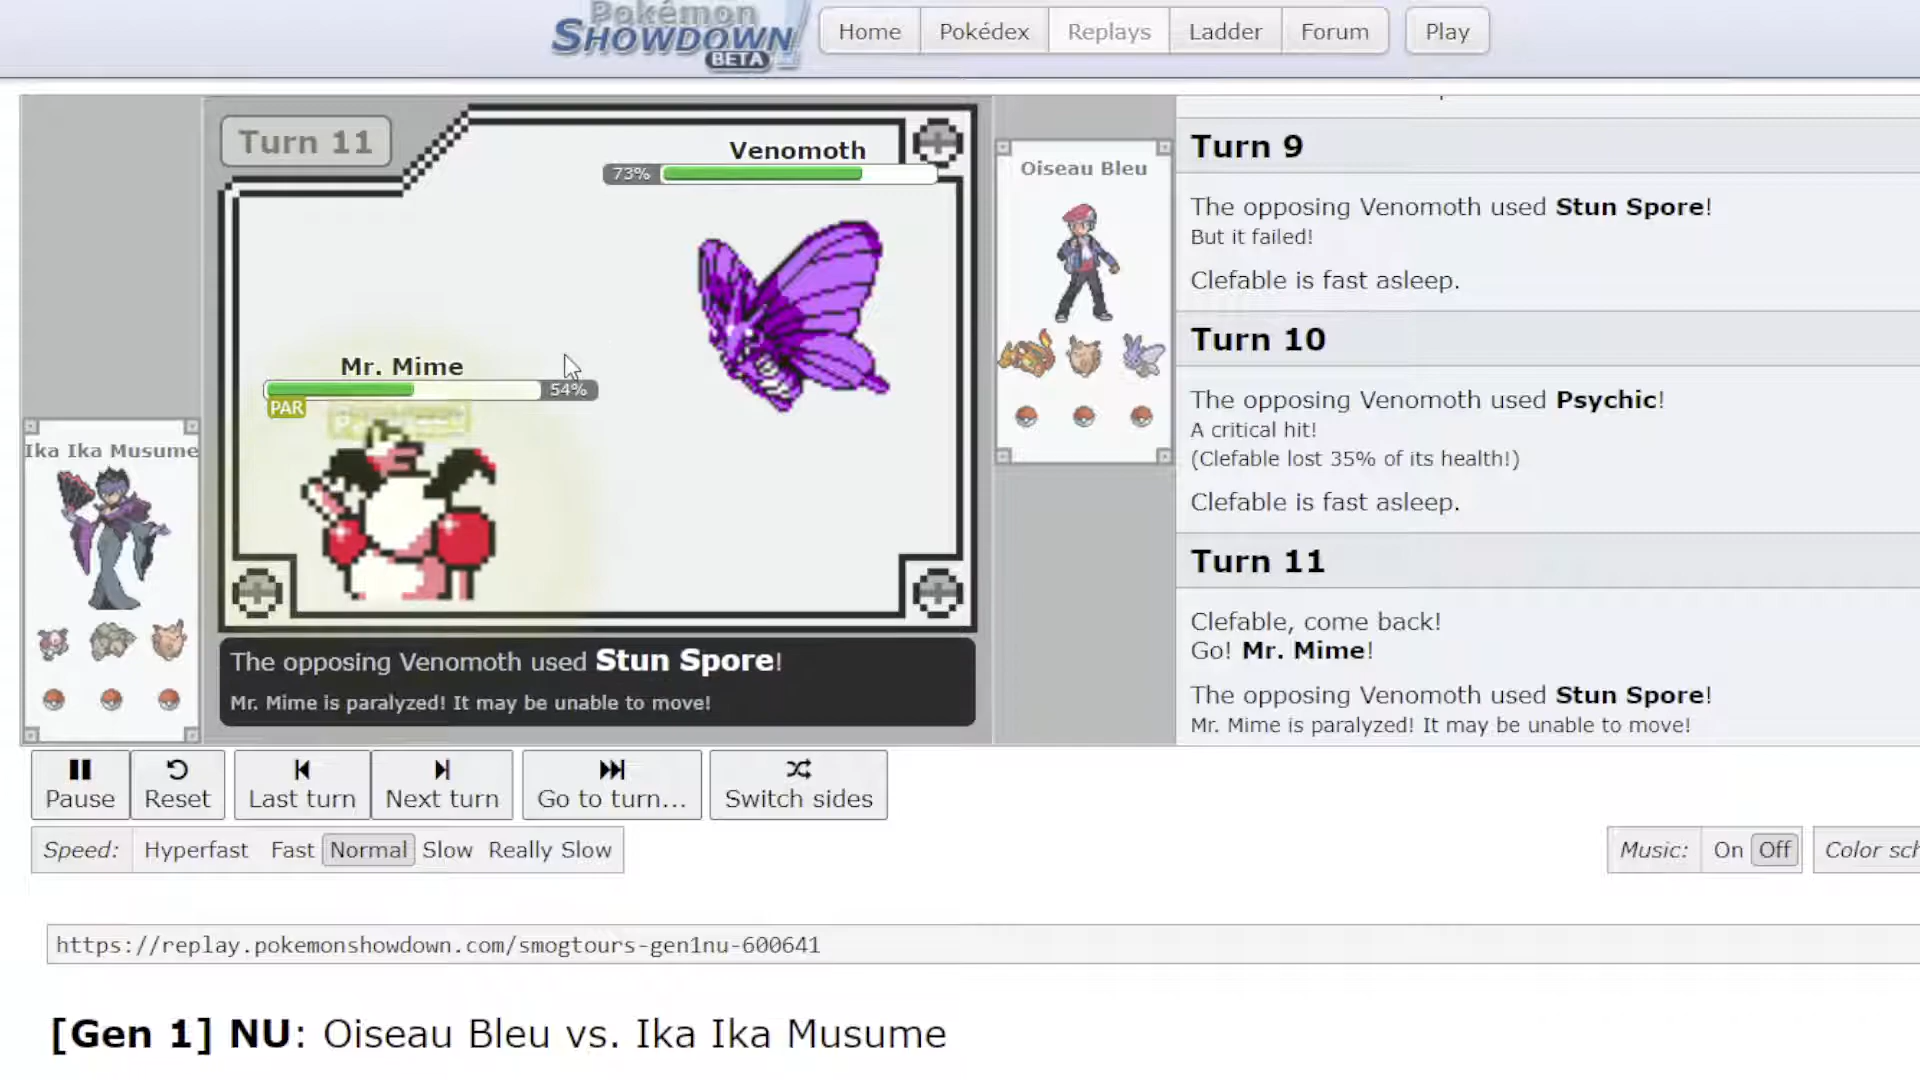 Pokémon
SHOWDOWN
BETA
Home
Pokédex
Replays
Ladder
Forum
Play
Turn 11
Venomoth
73%
Mr. Mime
54%
PAR
Ika Ika Musume
Oiseau Bleu
The opposing Venomoth used Stun Spore!
Mr. Mime is paralyzed! It may be unable to move!
Turn 9
The opposing Venomoth used Stun Spore!
But it failed!
Clefable is fast asleep.
Turn 10
The opposing Venomoth used Psychic!
A critical hit!
(Clefable lost 35% of its health!)
Clefable is fast asleep.
Turn 11
Clefable, come back!
Go! Mr. Mime!
The opposing Venomoth used Stun Spore!
Mr. Mime is paralyzed! It may be unable to move!
Pause
Reset
Last turn
Next turn
Go to turn...
Switch sides
Speed: Hyperfast Fast Normal Slow Really Slow
Music: On Off
Color sch
https://replay.pokemonshowdown.com/smogtours-gen1nu-600641
[Gen 1] NU: Oiseau Bleu vs. Ika Ika Musume